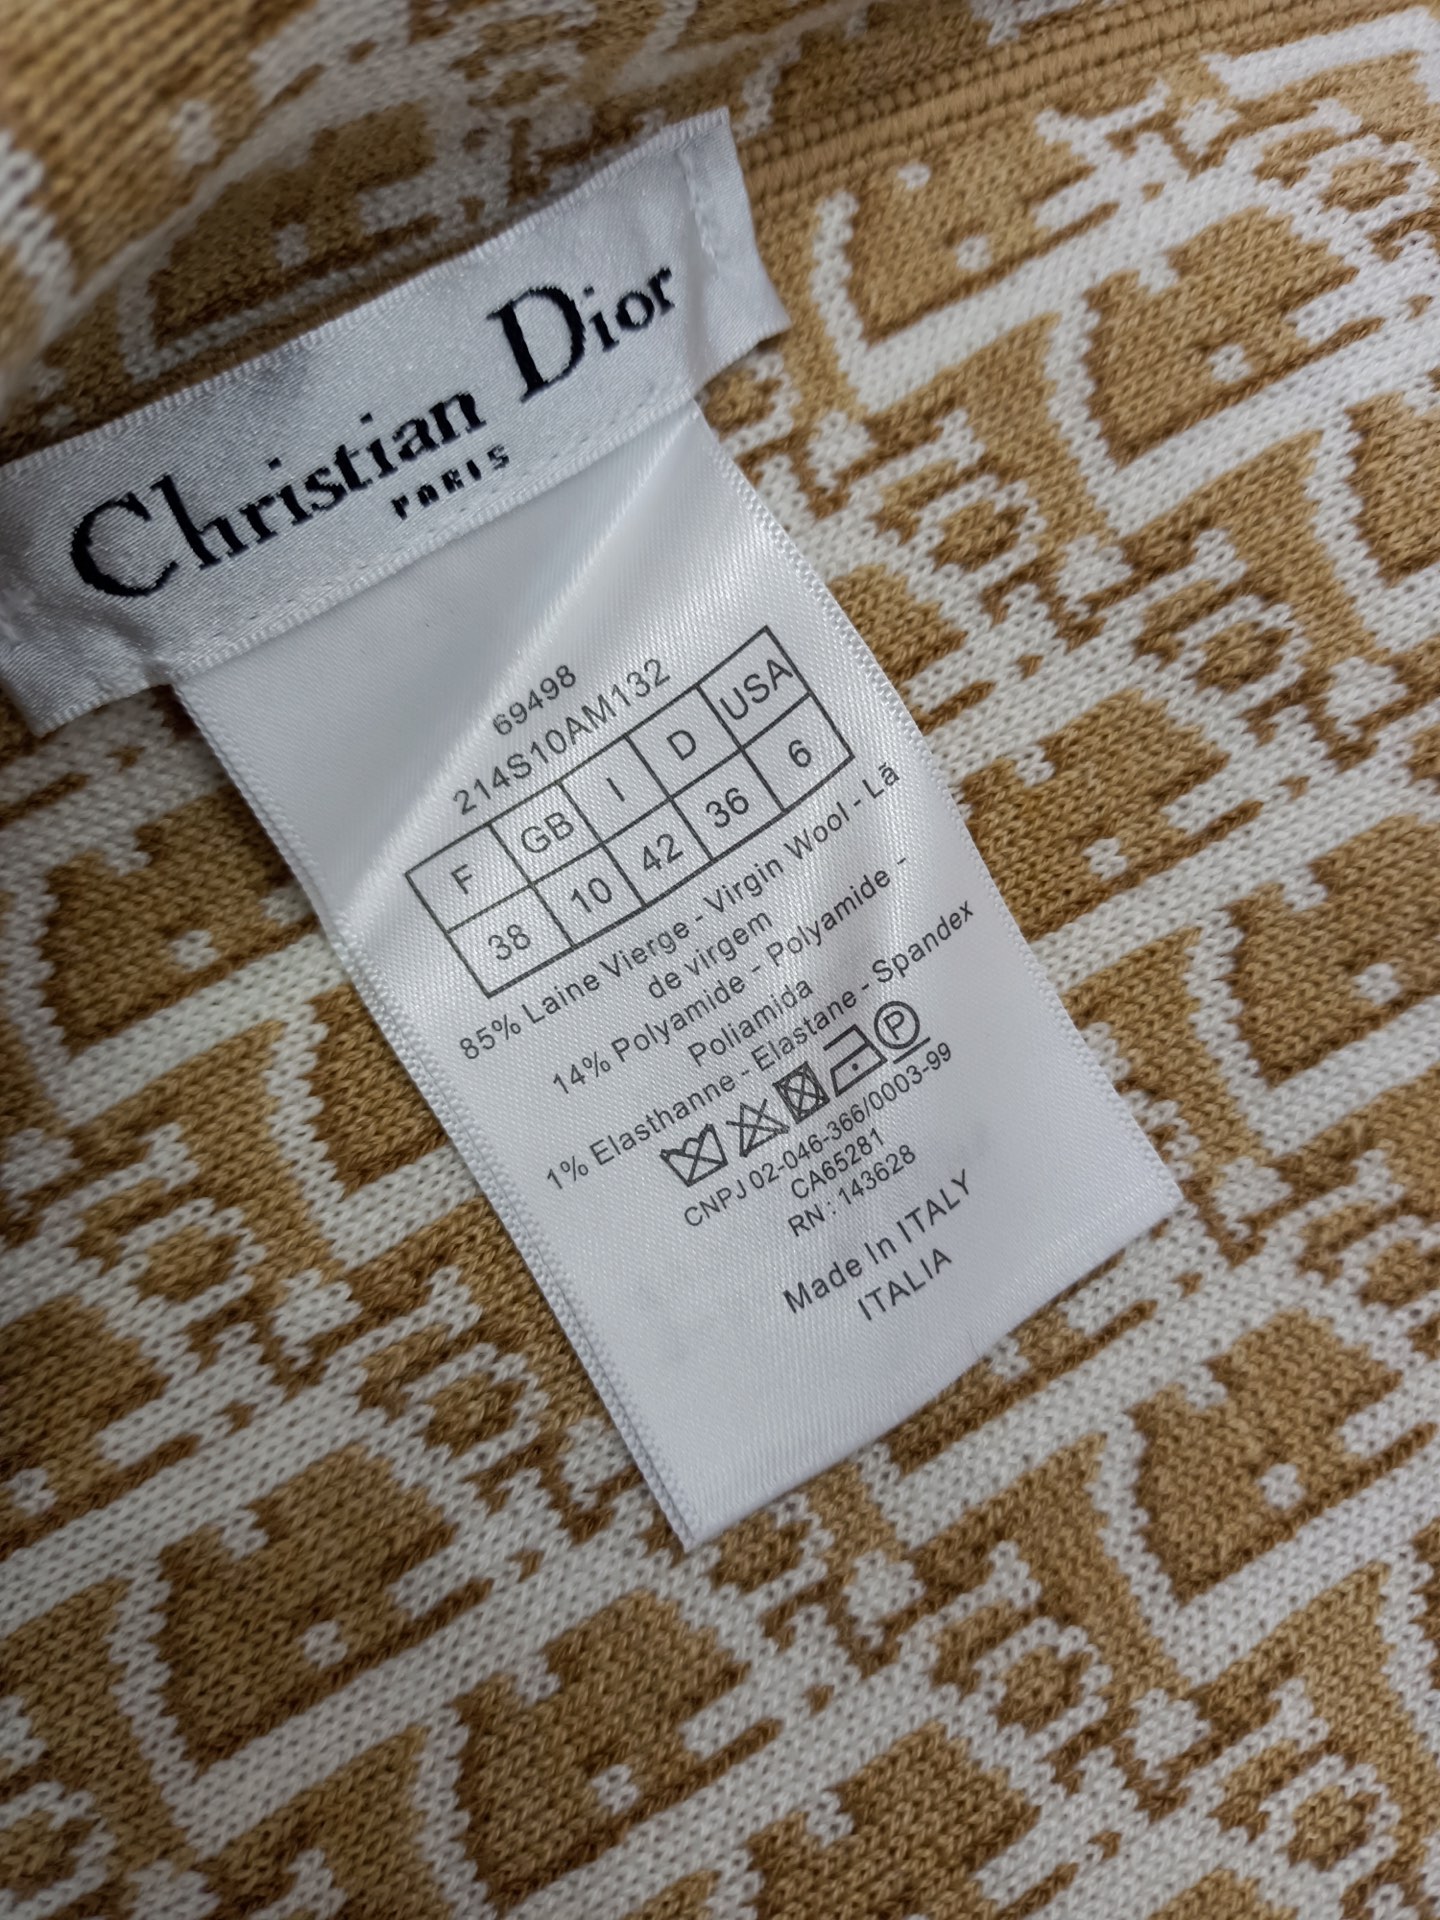 Christian Dior
PARIS
69498
214S10AM132
F GB I D USA
38 10 42 36 6
85% Laine Vierge - Virgin Wool - Lã
de virgem
14% Polyamide - Polyamide -
Poliamida
1% Elasthanne - Elastane - Spandex
P
CNPJ 02-046-366/0003-99
CA65281
RN : 143628
Made In ITALY
ITALIA